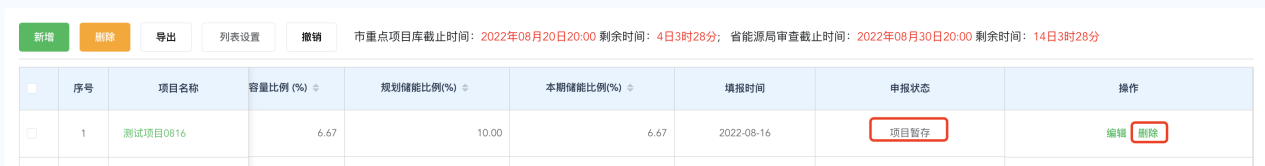 新增 删除 导出 列表设置 撤销 市重点项目库截止时间：2022年08月20日20:00 剩余时间：4日3时28分; 省能源局审查截止时间：2022年08月30日20:00 剩余时间：14日3时28分
序号 项目名称 容量比例 (%) 规划储能比例(%) 本期储能比例(%) 填报时间 申报状态 操作
1 测试项目0816 6.67 10.00 6.67 2022-08-16 项目暂存 编辑 删除